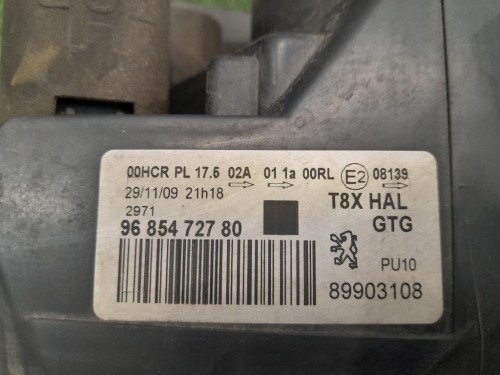 00HCR PL 17.5 02A 01 1a 00RL E2 08139
29/11/09 21h18
2971
T8X HAL
96 854 727 80
GTG
PU10
89903108